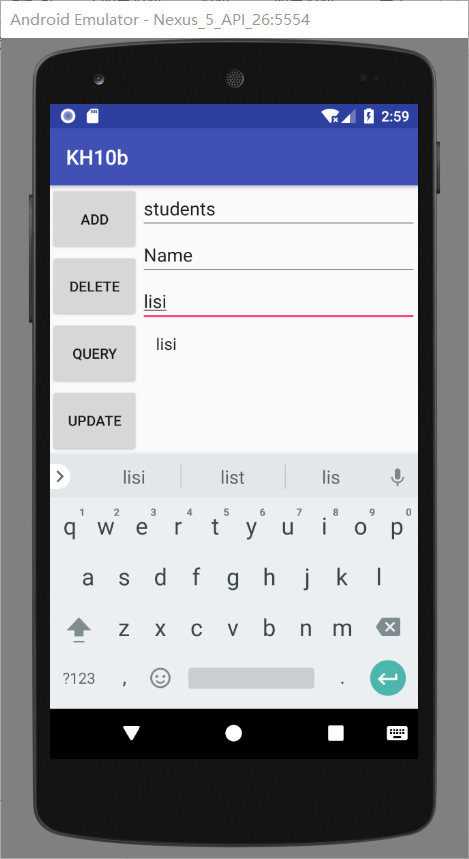 Android Emulator - Nexus_5_API_26:5554
2:59
KH10b
ADD
students
DELETE
Name
lisi
QUERY
lisi
UPDATE
lisi list lis
1 2 3 4 5 6 7 8 9 0
q w e r t y u i o p
a s d f g h j k l
z x c v b n m
?123 , .